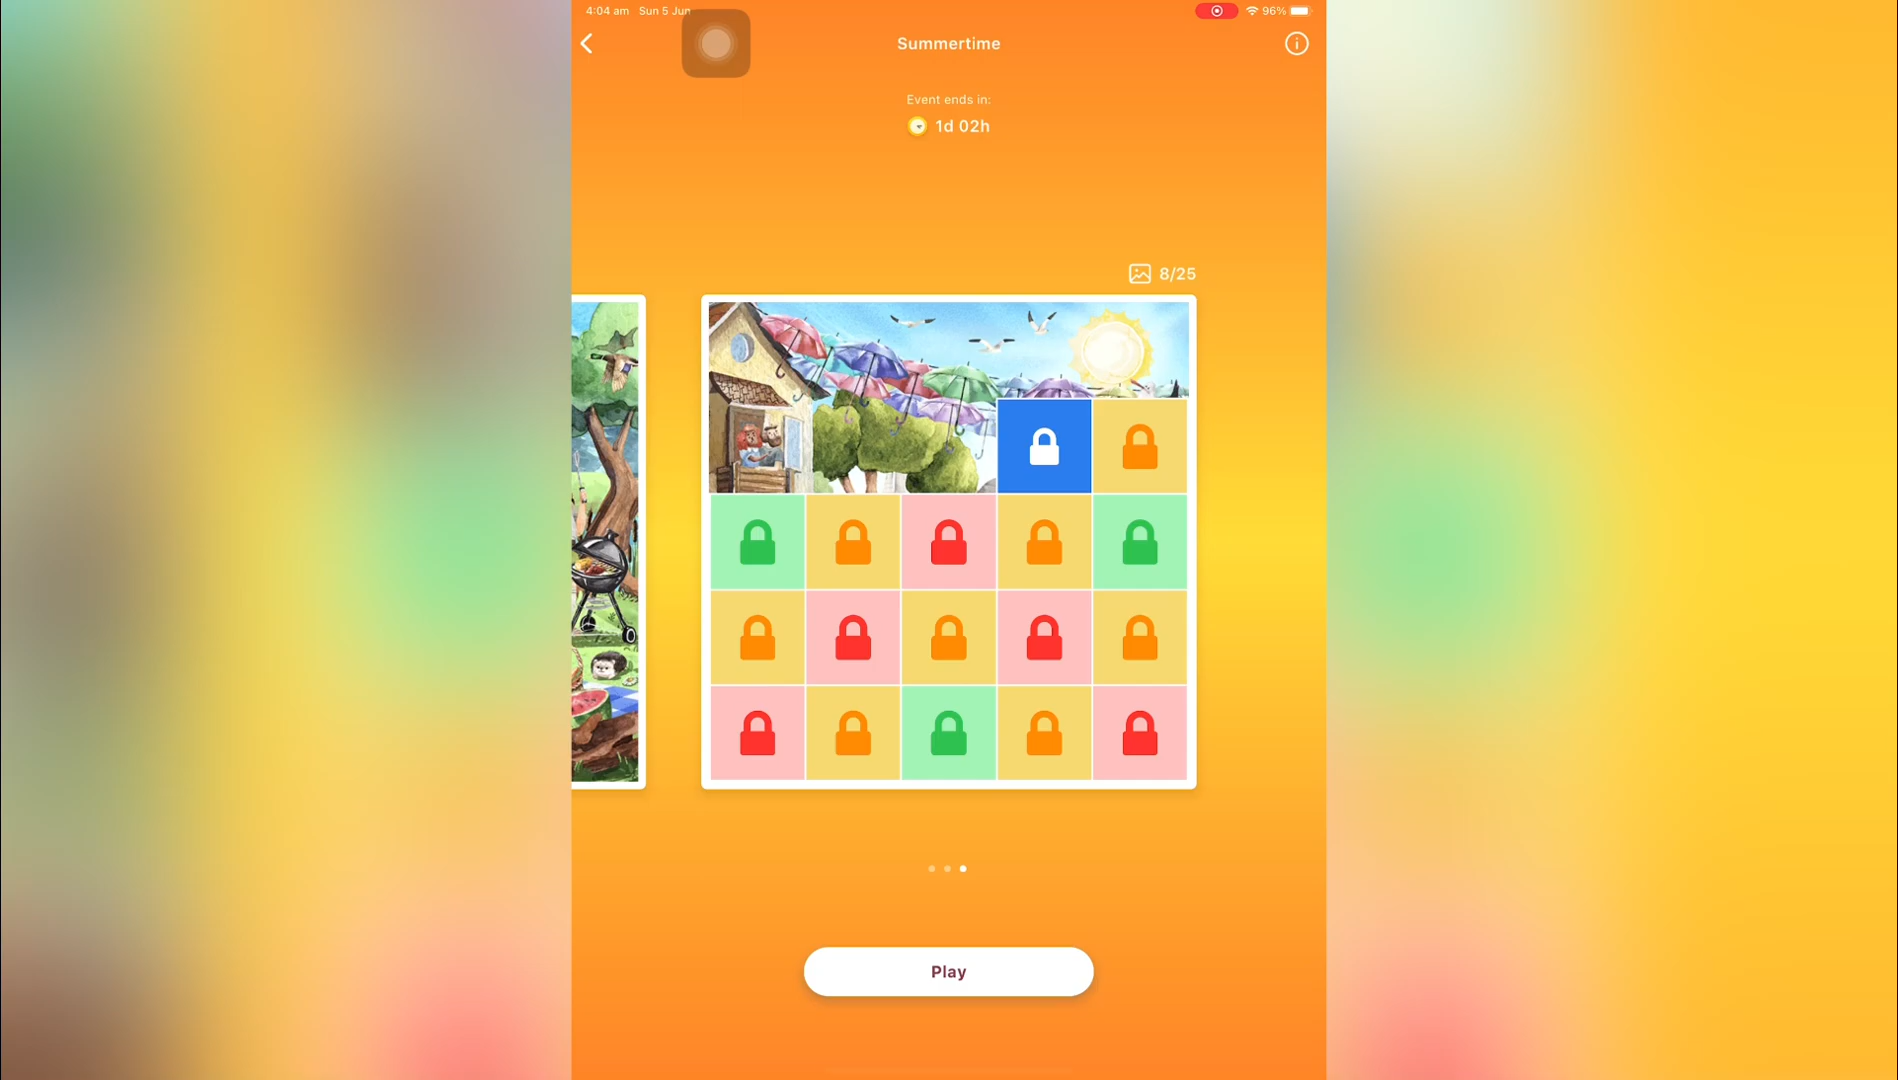 4:04 am Sun 5 Jun
96%
Summertime
Event ends in:
1d 02h
8/25
Play